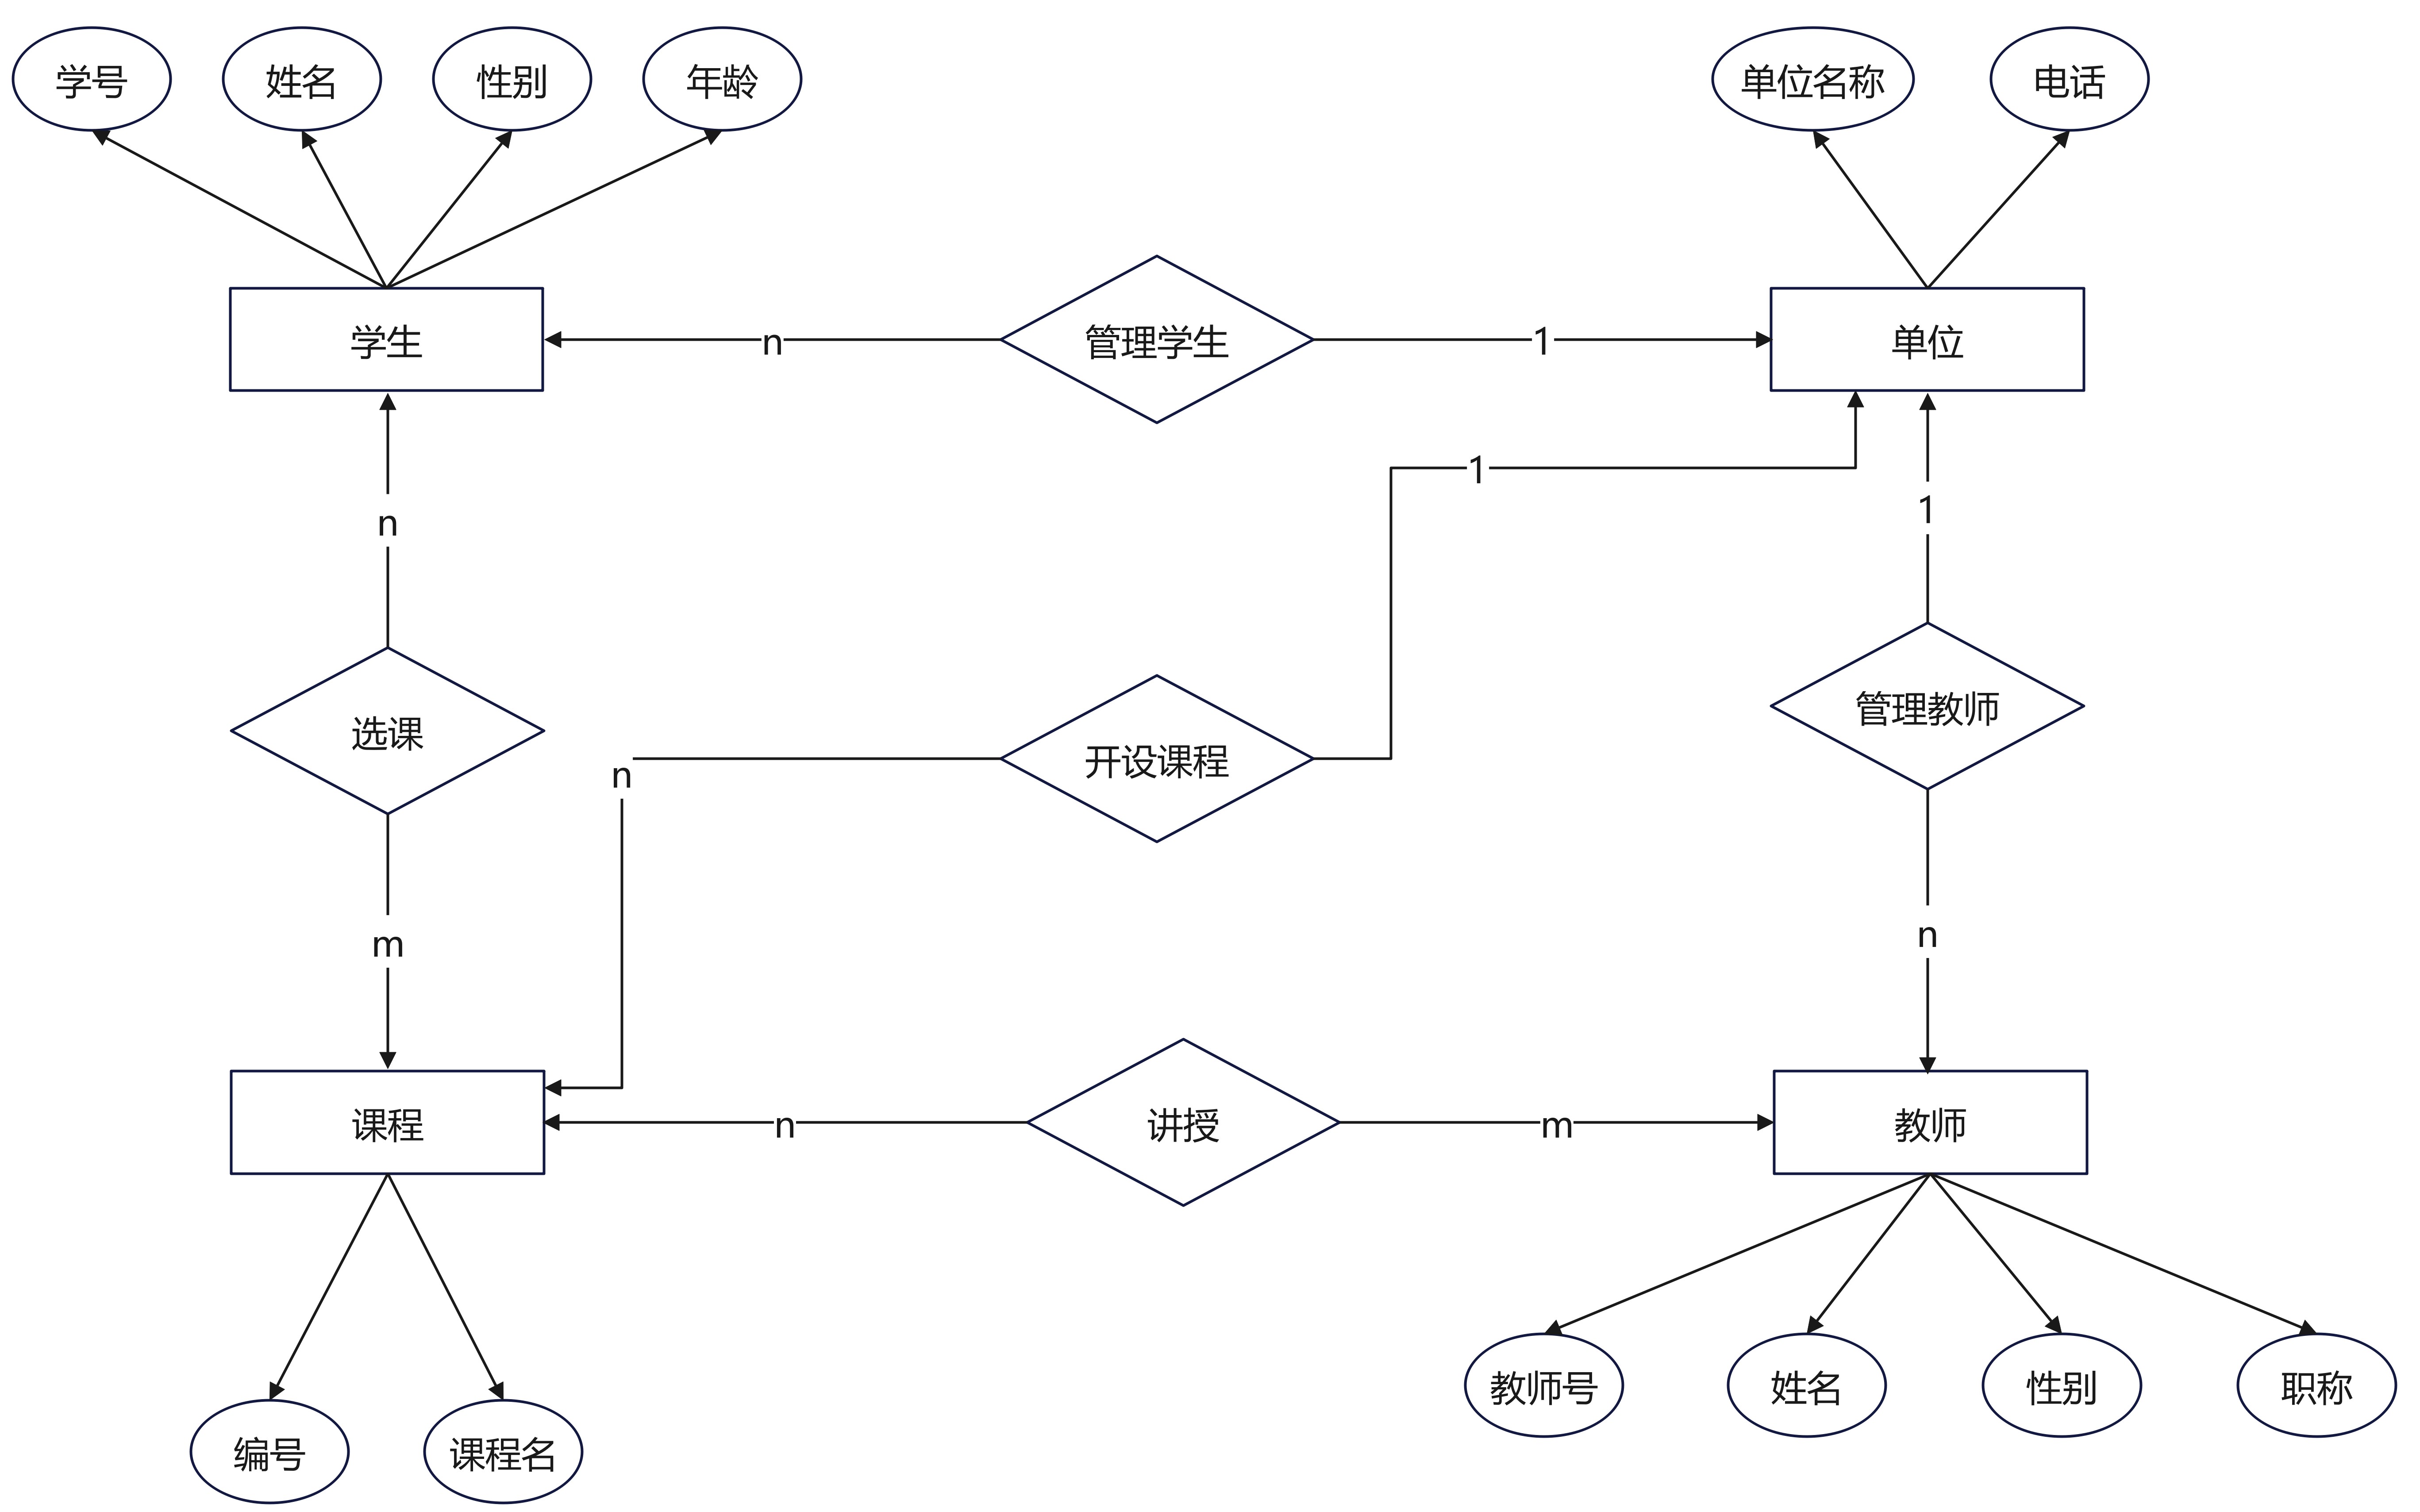 学号
姓名
性别
年龄
单位名称
电话
学生
n
管理学生
1
单位
1
n
1
选课
管理教师
n
开设课程
m
n
课程
n
讲授
m
教师
教师号
姓名
性别
职称
编号
课程名